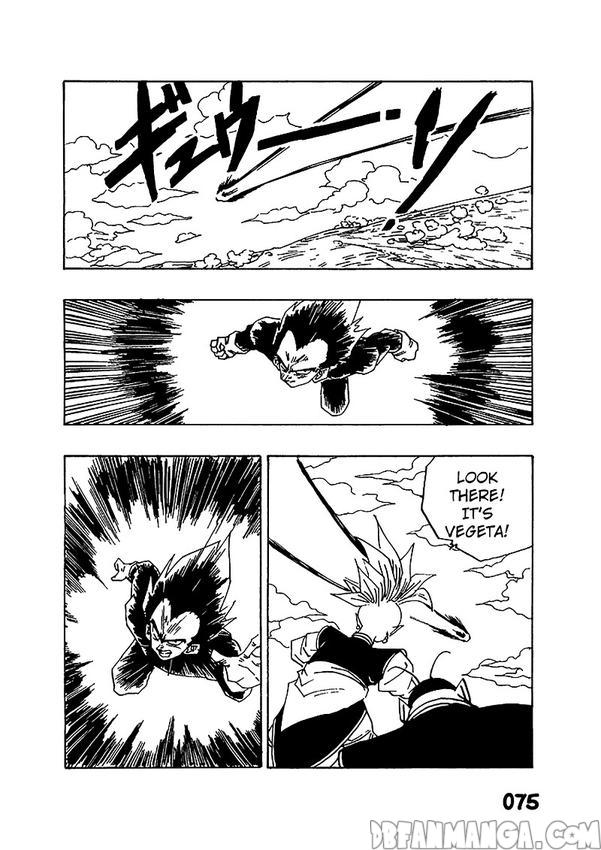 ギュウーン
LOOK
THERE!
IT'S
VEGETA!
075
DBFANMANGA.COM